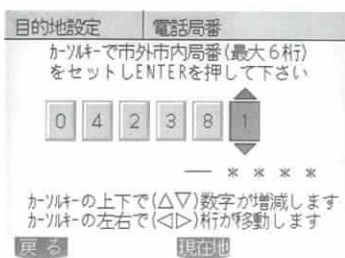 目的地設定 電話局番
カーソルキーで市外市内局番(最大6桁)
をセットしENTERを押して下さい
0 4 2 3 8 1
― * * * *
カーソルキーの上下で(△▽)数字が増減します
カーソルキーの左右で(◁▷)桁が移動します
戻る 現在地